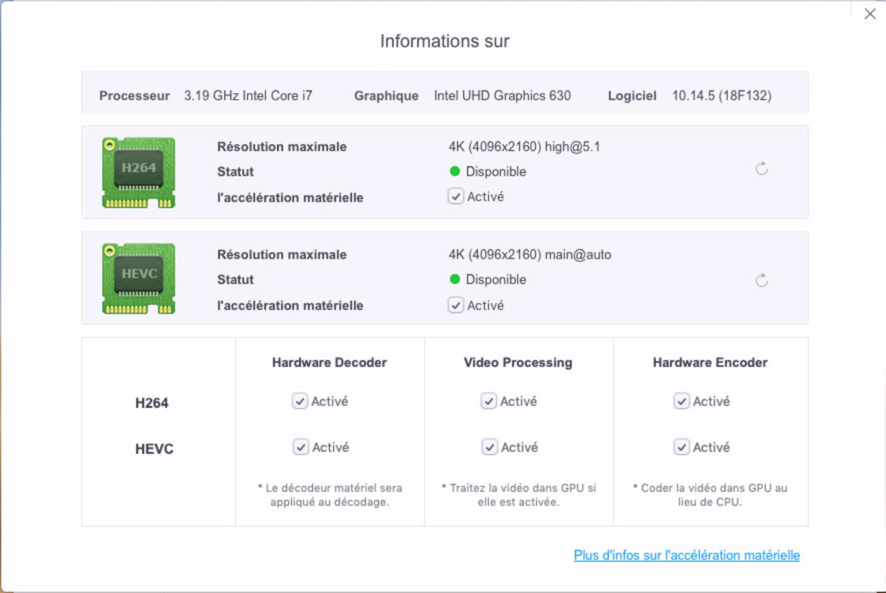 Informations sur
Processeur 3.19 GHz Intel Core i7 Graphique Intel UHD Graphics 630 Logiciel 10.14.5 (18F132)
H264
Résolution maximale 4K (4096x2160) high@5.1
Statut Disponible
l'accélération matérielle Activé
HEVC
Résolution maximale 4K (4096x2160) main@auto
Statut Disponible
l'accélération matérielle Activé
Hardware Decoder Video Processing Hardware Encoder
H264 Activé Activé Activé
HEVC Activé Activé Activé
* Le décodeur matériel sera * Traitez la vidéo dans GPU si * Coder la vidéo dans GPU au
appliqué au décodage. elle est activée. lieu de CPU.
Plus d'infos sur l'accélération matérielle